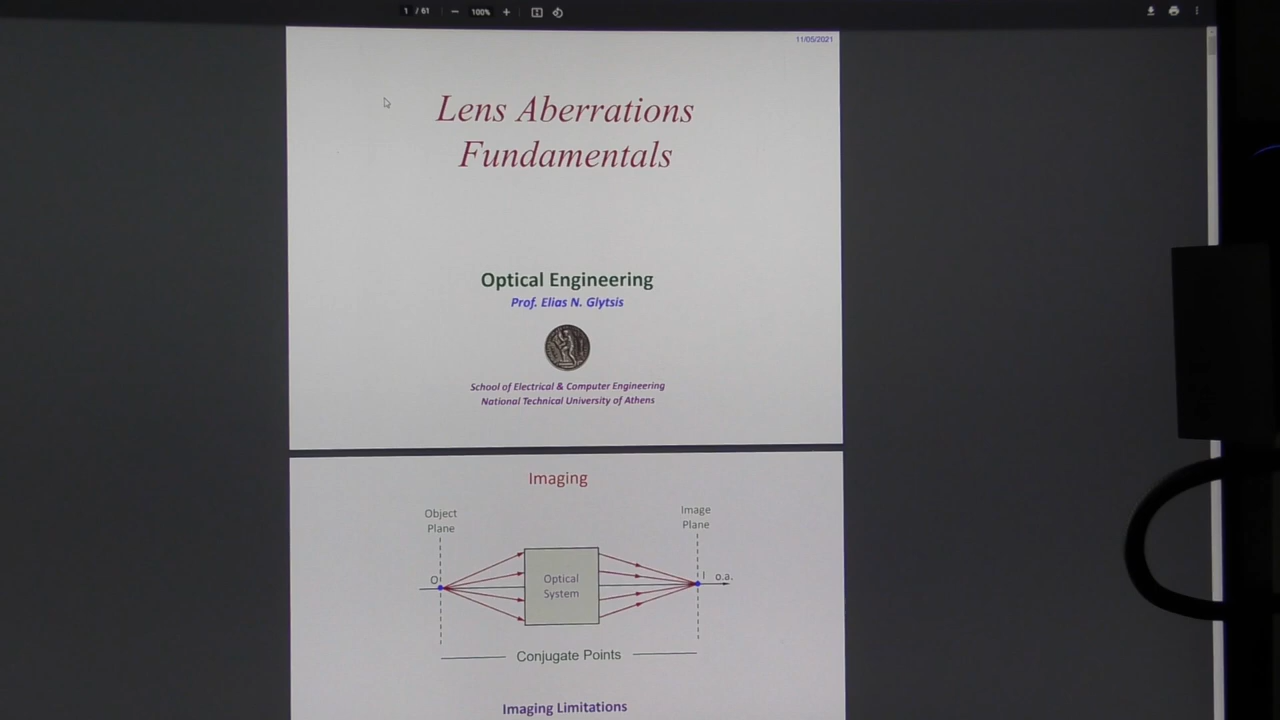 1 / 61
100%
11/05/2021
Lens Aberrations
Fundamentals
Optical Engineering
Prof. Elias N. Glytsis
School of Electrical & Computer Engineering
National Technical University of Athens
Imaging
Object
Plane
Image
Plane
O
Optical
System
I o.a.
Conjugate Points
Imaging Limitations